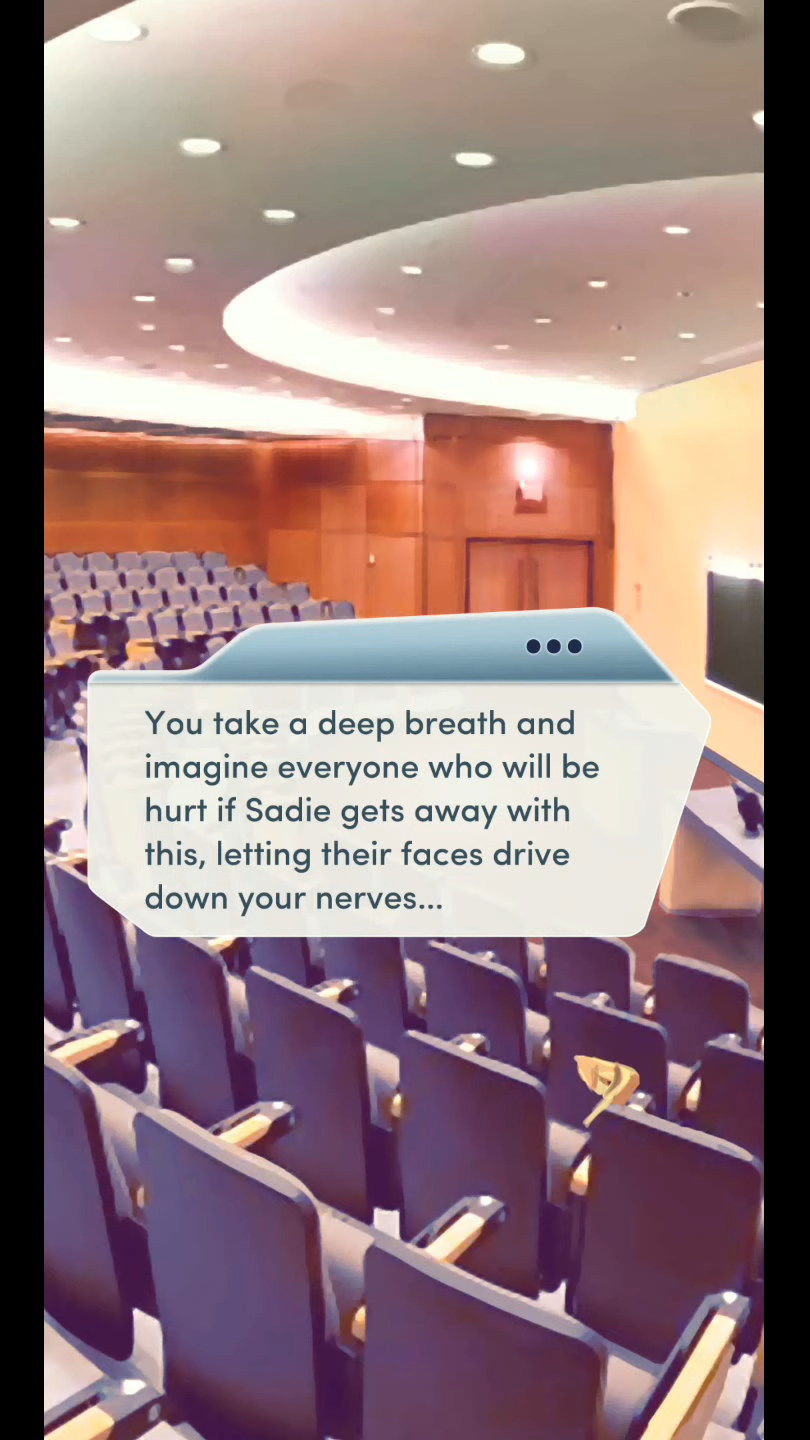 You take a deep breath and
imagine everyone who will be
hurt if Sadie gets away with
this, letting their faces drive
down your nerves...